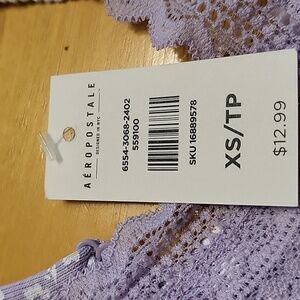 AÉROPOSTALE
DESIGNED IN NYC
6554-3068-2402
559100
SKU 16889578
XS/TP
$12.99